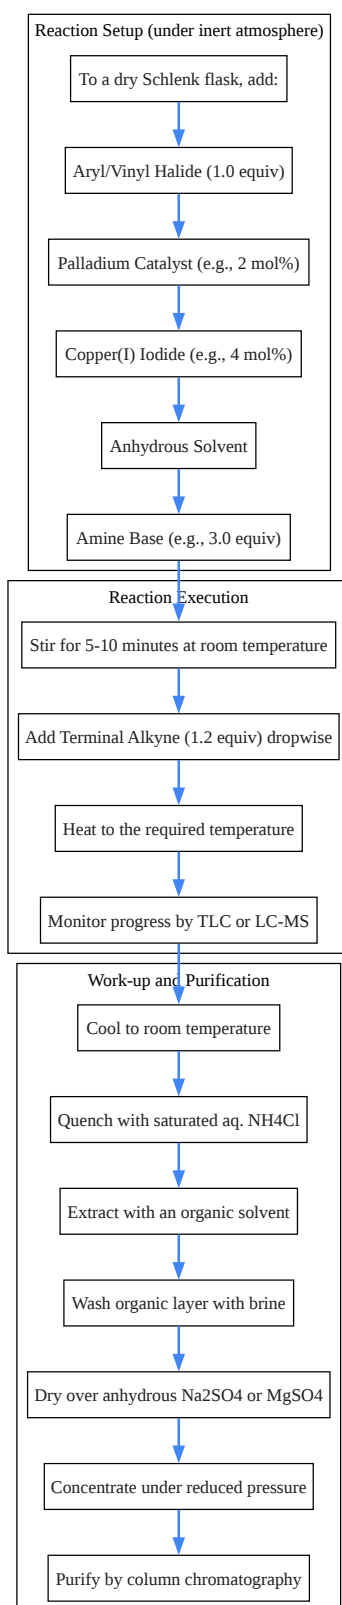 Reaction Setup (under inert atmosphere)
To a dry Schlenk flask, add:
Aryl/Vinyl Halide (1.0 equiv)
Palladium Catalyst (e.g., 2 mol%)
Copper(I) Iodide (e.g., 4 mol%)
Anhydrous Solvent
Amine Base (e.g., 3.0 equiv)
Reaction Execution
Stir for 5-10 minutes at room temperature
Add Terminal Alkyne (1.2 equiv) dropwise
Heat to the required temperature
Monitor progress by TLC or LC-MS
Work-up and Purification
Cool to room temperature
Quench with saturated aq. NH4Cl
Extract with an organic solvent
Wash organic layer with brine
Dry over anhydrous Na2SO4 or MgSO4
Concentrate under reduced pressure
Purify by column chromatography